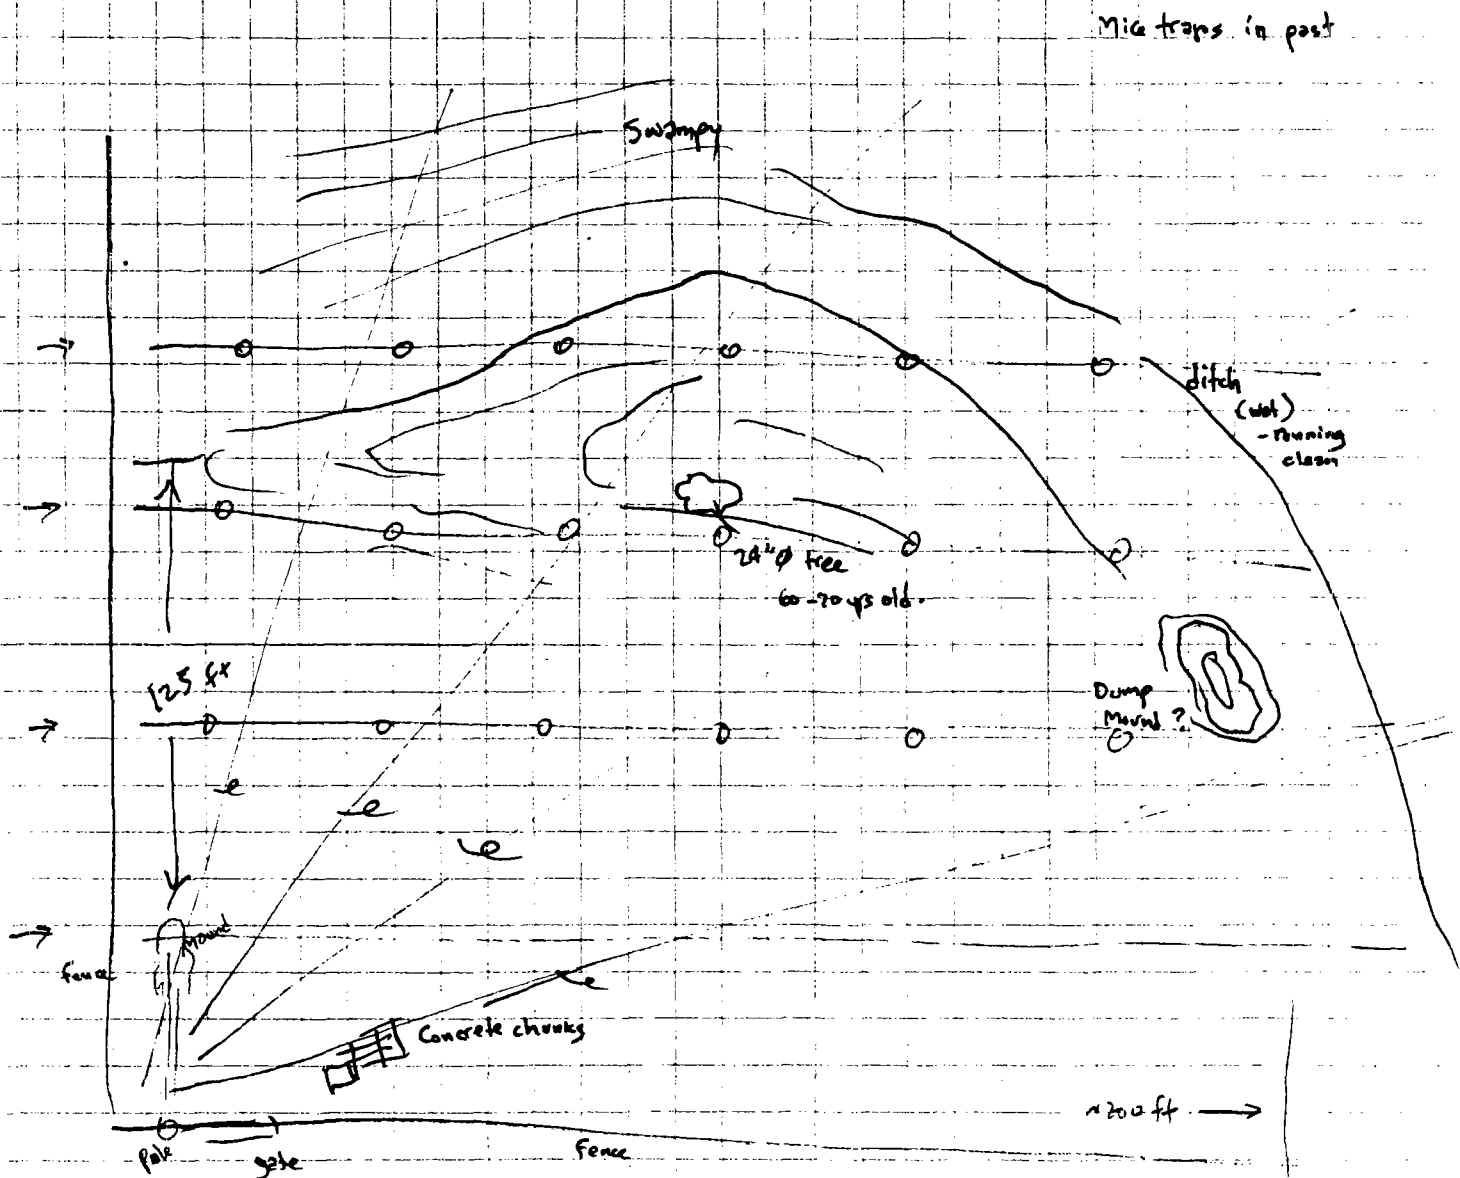 Mice traps in past
Swampy
ditch
(wet)
- running
clean
24" Ø tree
60-70 yrs old.
125 ft
Dump
Mound ?
Mound
fence
Concrete chunks
~200 ft
pole
gate
Fence